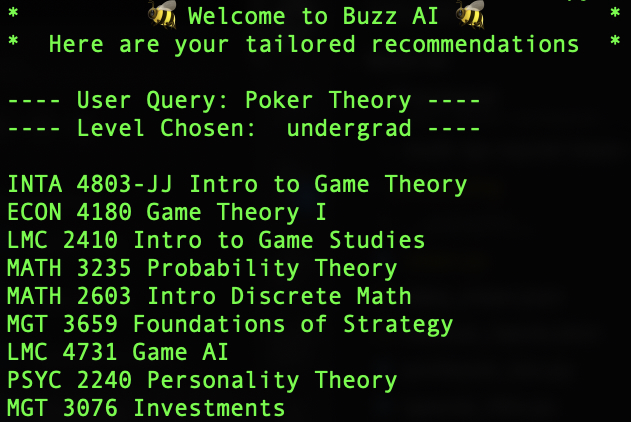 * 🐝 Welcome to Buzz AI 🐝 *
* Here are your tailored recommendations *
---- User Query: Poker Theory ----
---- Level Chosen: undergrad ----
INTA 4803-JJ Intro to Game Theory
ECON 4180 Game Theory I
LMC 2410 Intro to Game Studies
MATH 3235 Probability Theory
MATH 2603 Intro Discrete Math
MGT 3659 Foundations of Strategy
LMC 4731 Game AI
PSYC 2240 Personality Theory
MGT 3076 Investments